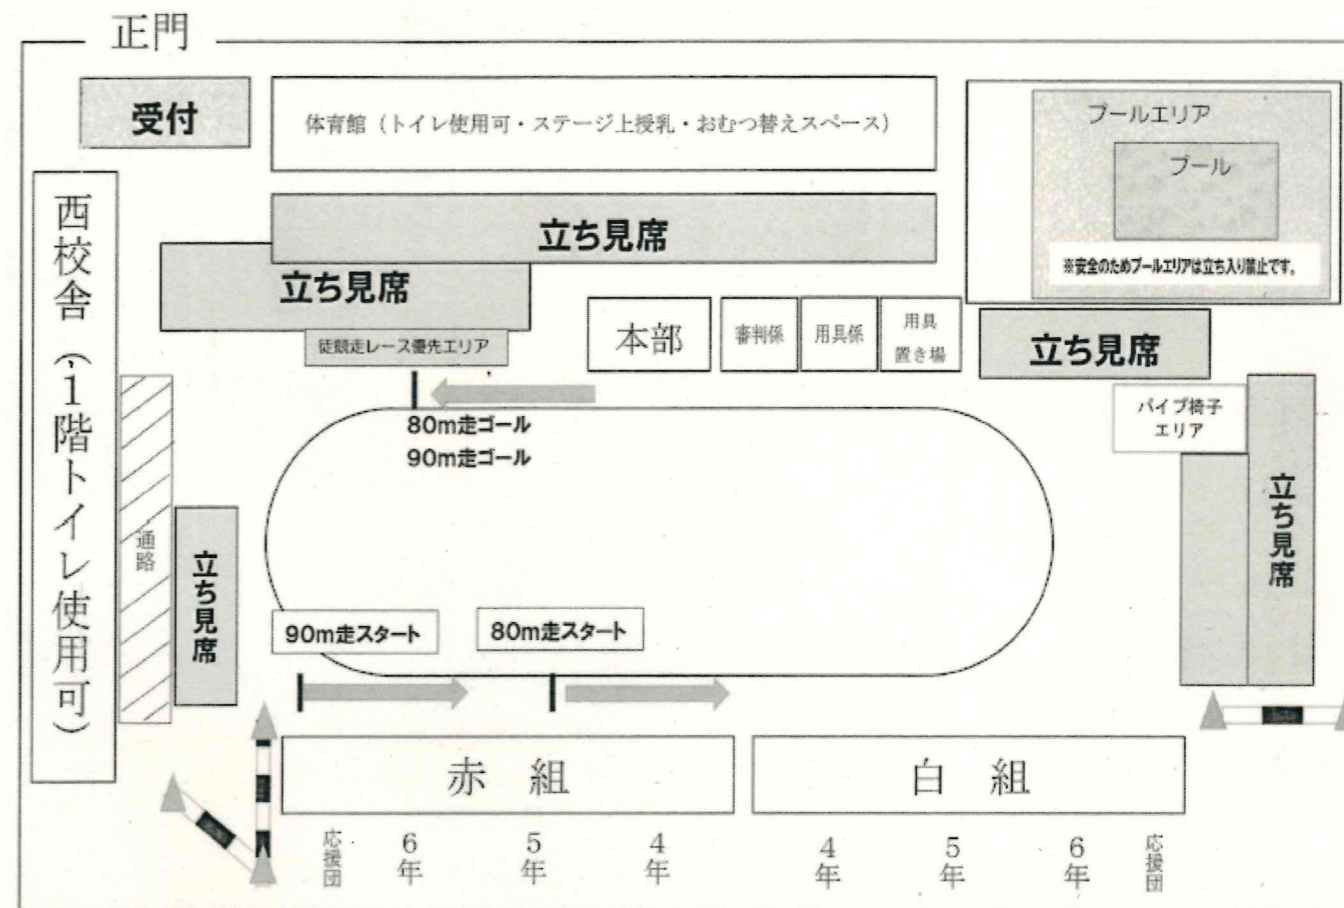 正門
受付
体育館（トイレ使用可・ステージ上授乳・おむつ替えスペース）
プールエリア
プール
※安全のためプールエリアは立ち入り禁止です。
西校舎（１階トイレ使用可）
立ち見席
立ち見席
徒競走レース優先エリア
本部
審判係
用具係
用具
置き場
立ち見席
パイプ椅子
エリア
80m走ゴール
90m走ゴール
通路
立ち見席
立ち見席
90m走スタート
80m走スタート
赤　組
白　組
応援団
6年
5年
4年
4年
5年
6年
応援団